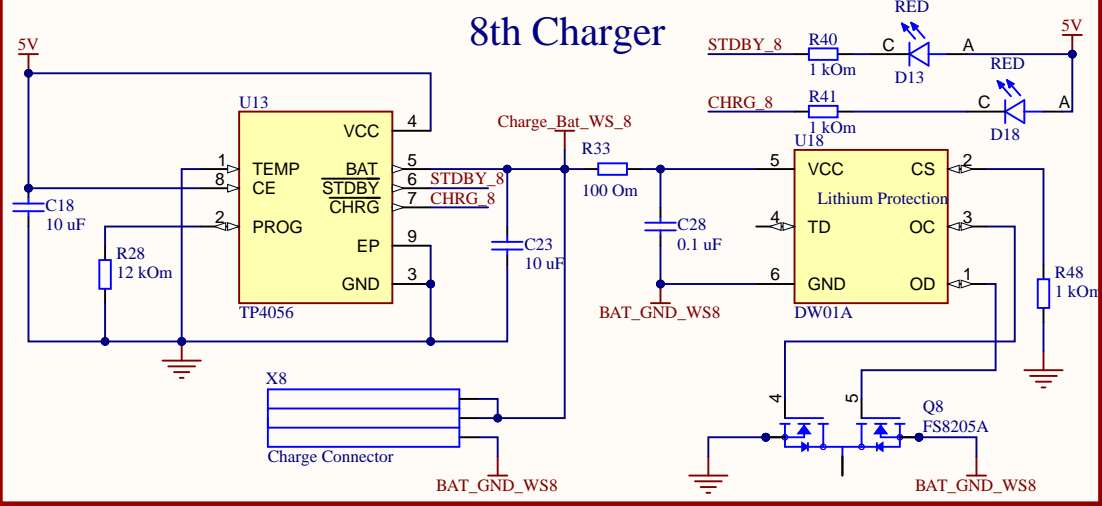 8th Charger
5V
U13
VCC 4
1 TEMP
BAT 5
8 CE
STDBY 6 STDBY_8
CHRG 7 CHRG_8
2 PROG
EP 9
GND 3
TP4056
C18
10 uF
R28
12 kOm
C23
10 uF
Charge_Bat_WS_8
R33
100 Om
C28
0.1 uF
BAT_GND_WS8
X8
Charge Connector
BAT_GND_WS8
RED
STDBY_8
R40
1 kOm
C
A
D13
5V
RED
CHRG_8
R41
1 kOm
C
A
D18
U18
5 VCC
CS 2
Lithium Protection
4 TD
OC 3
6 GND
OD 1
DW01A
R48
1 kOm
4
5
Q8
FS8205A
BAT_GND_WS8